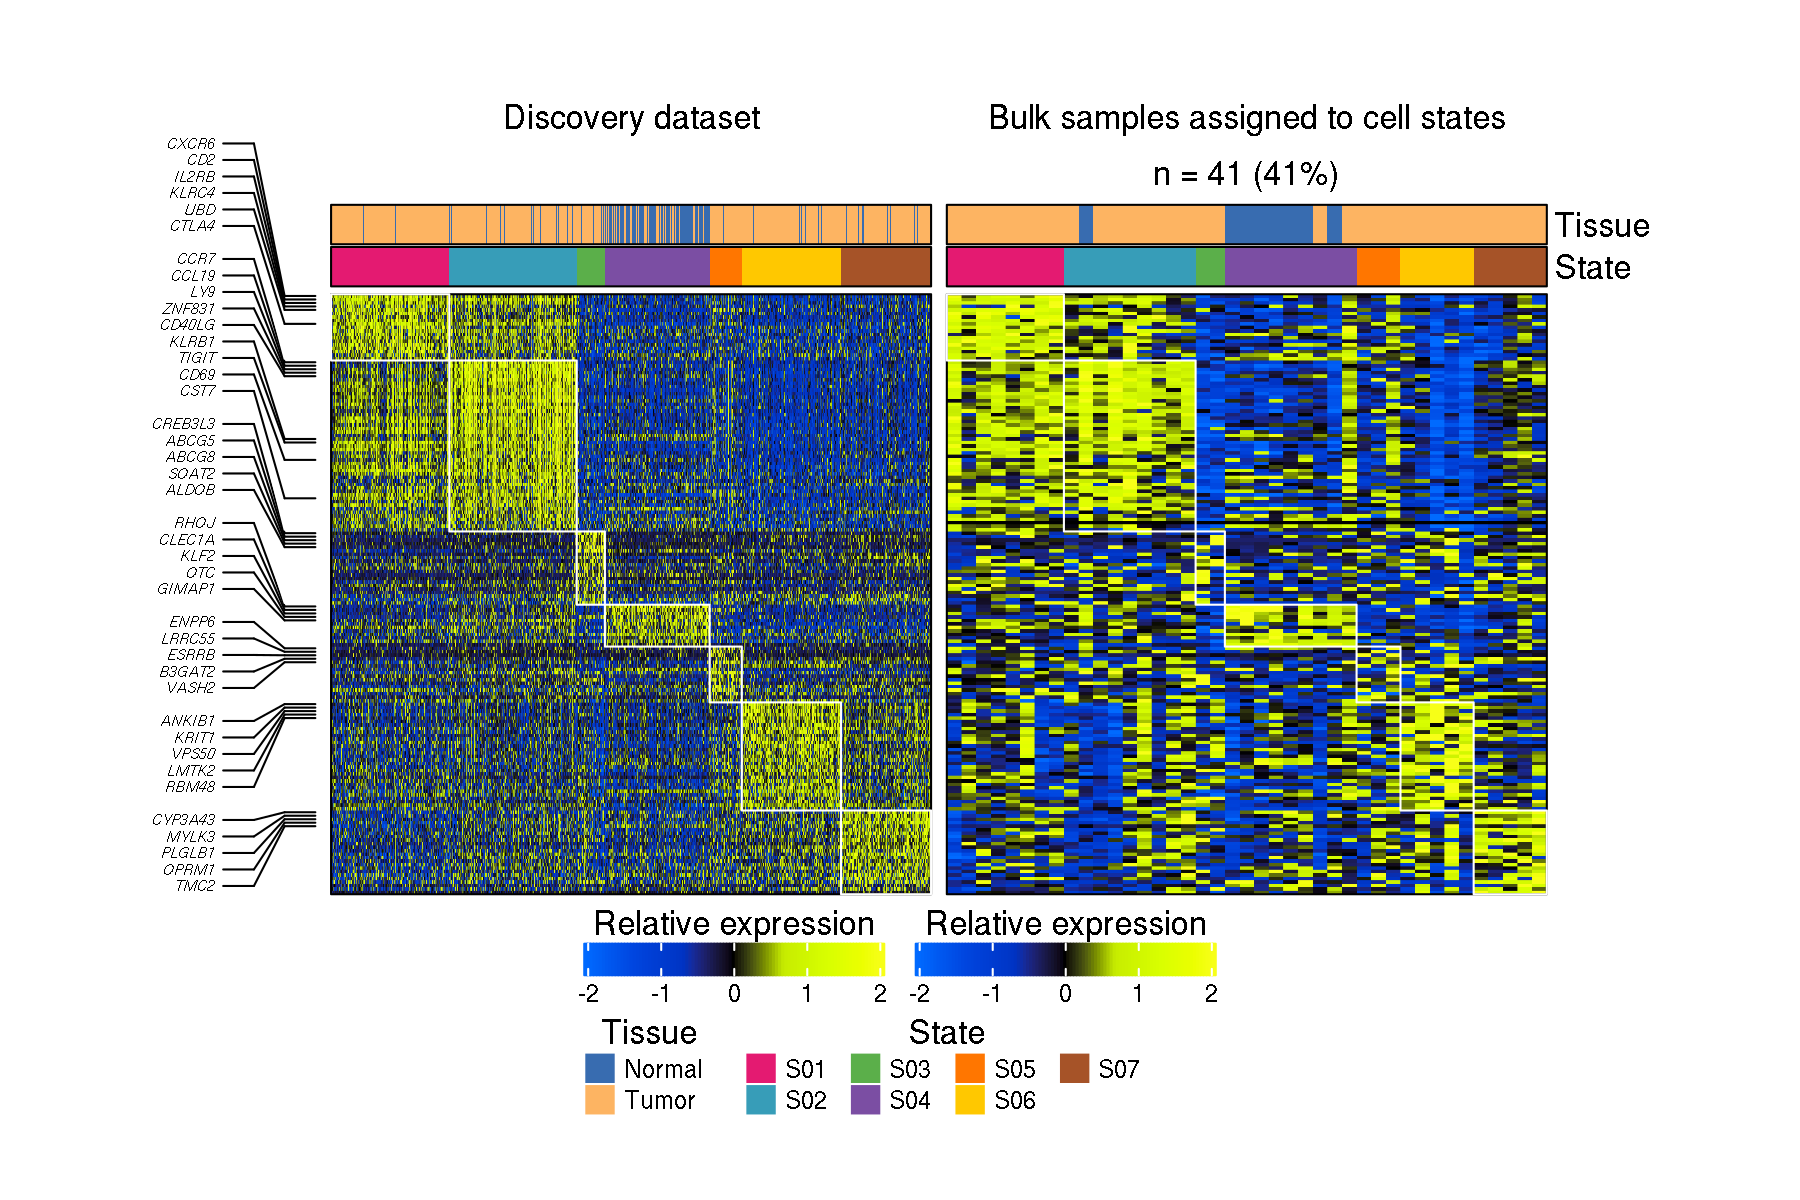 Discovery dataset
Bulk samples assigned to cell states
n = 41 (41%)
Tissue
State
CXCR6
CD2
IL2RB
KLRC4
UBD
CTLA4
CCR7
CCL19
LY9
ZNF831
CD40LG
KLRB1
TIGIT
CD69
CST7
CREB3L3
ABCG5
ABCG8
SOAT2
ALDOB
RHOJ
CLEC1A
KLF2
OTC
GIMAP1
ENPP6
LRRC55
ESRRB
B3GAT2
VASH2
ANKIB1
KRIT1
VPS50
LMTK2
RBM48
CYP3A43
MYLK3
PLGLB1
OPRM1
TMC2
Relative expression
-2 -1 0 1 2
Relative expression
-2 -1 0 1 2
Tissue
Normal
Tumor
State
S01 S03 S05 S07
S02 S04 S06